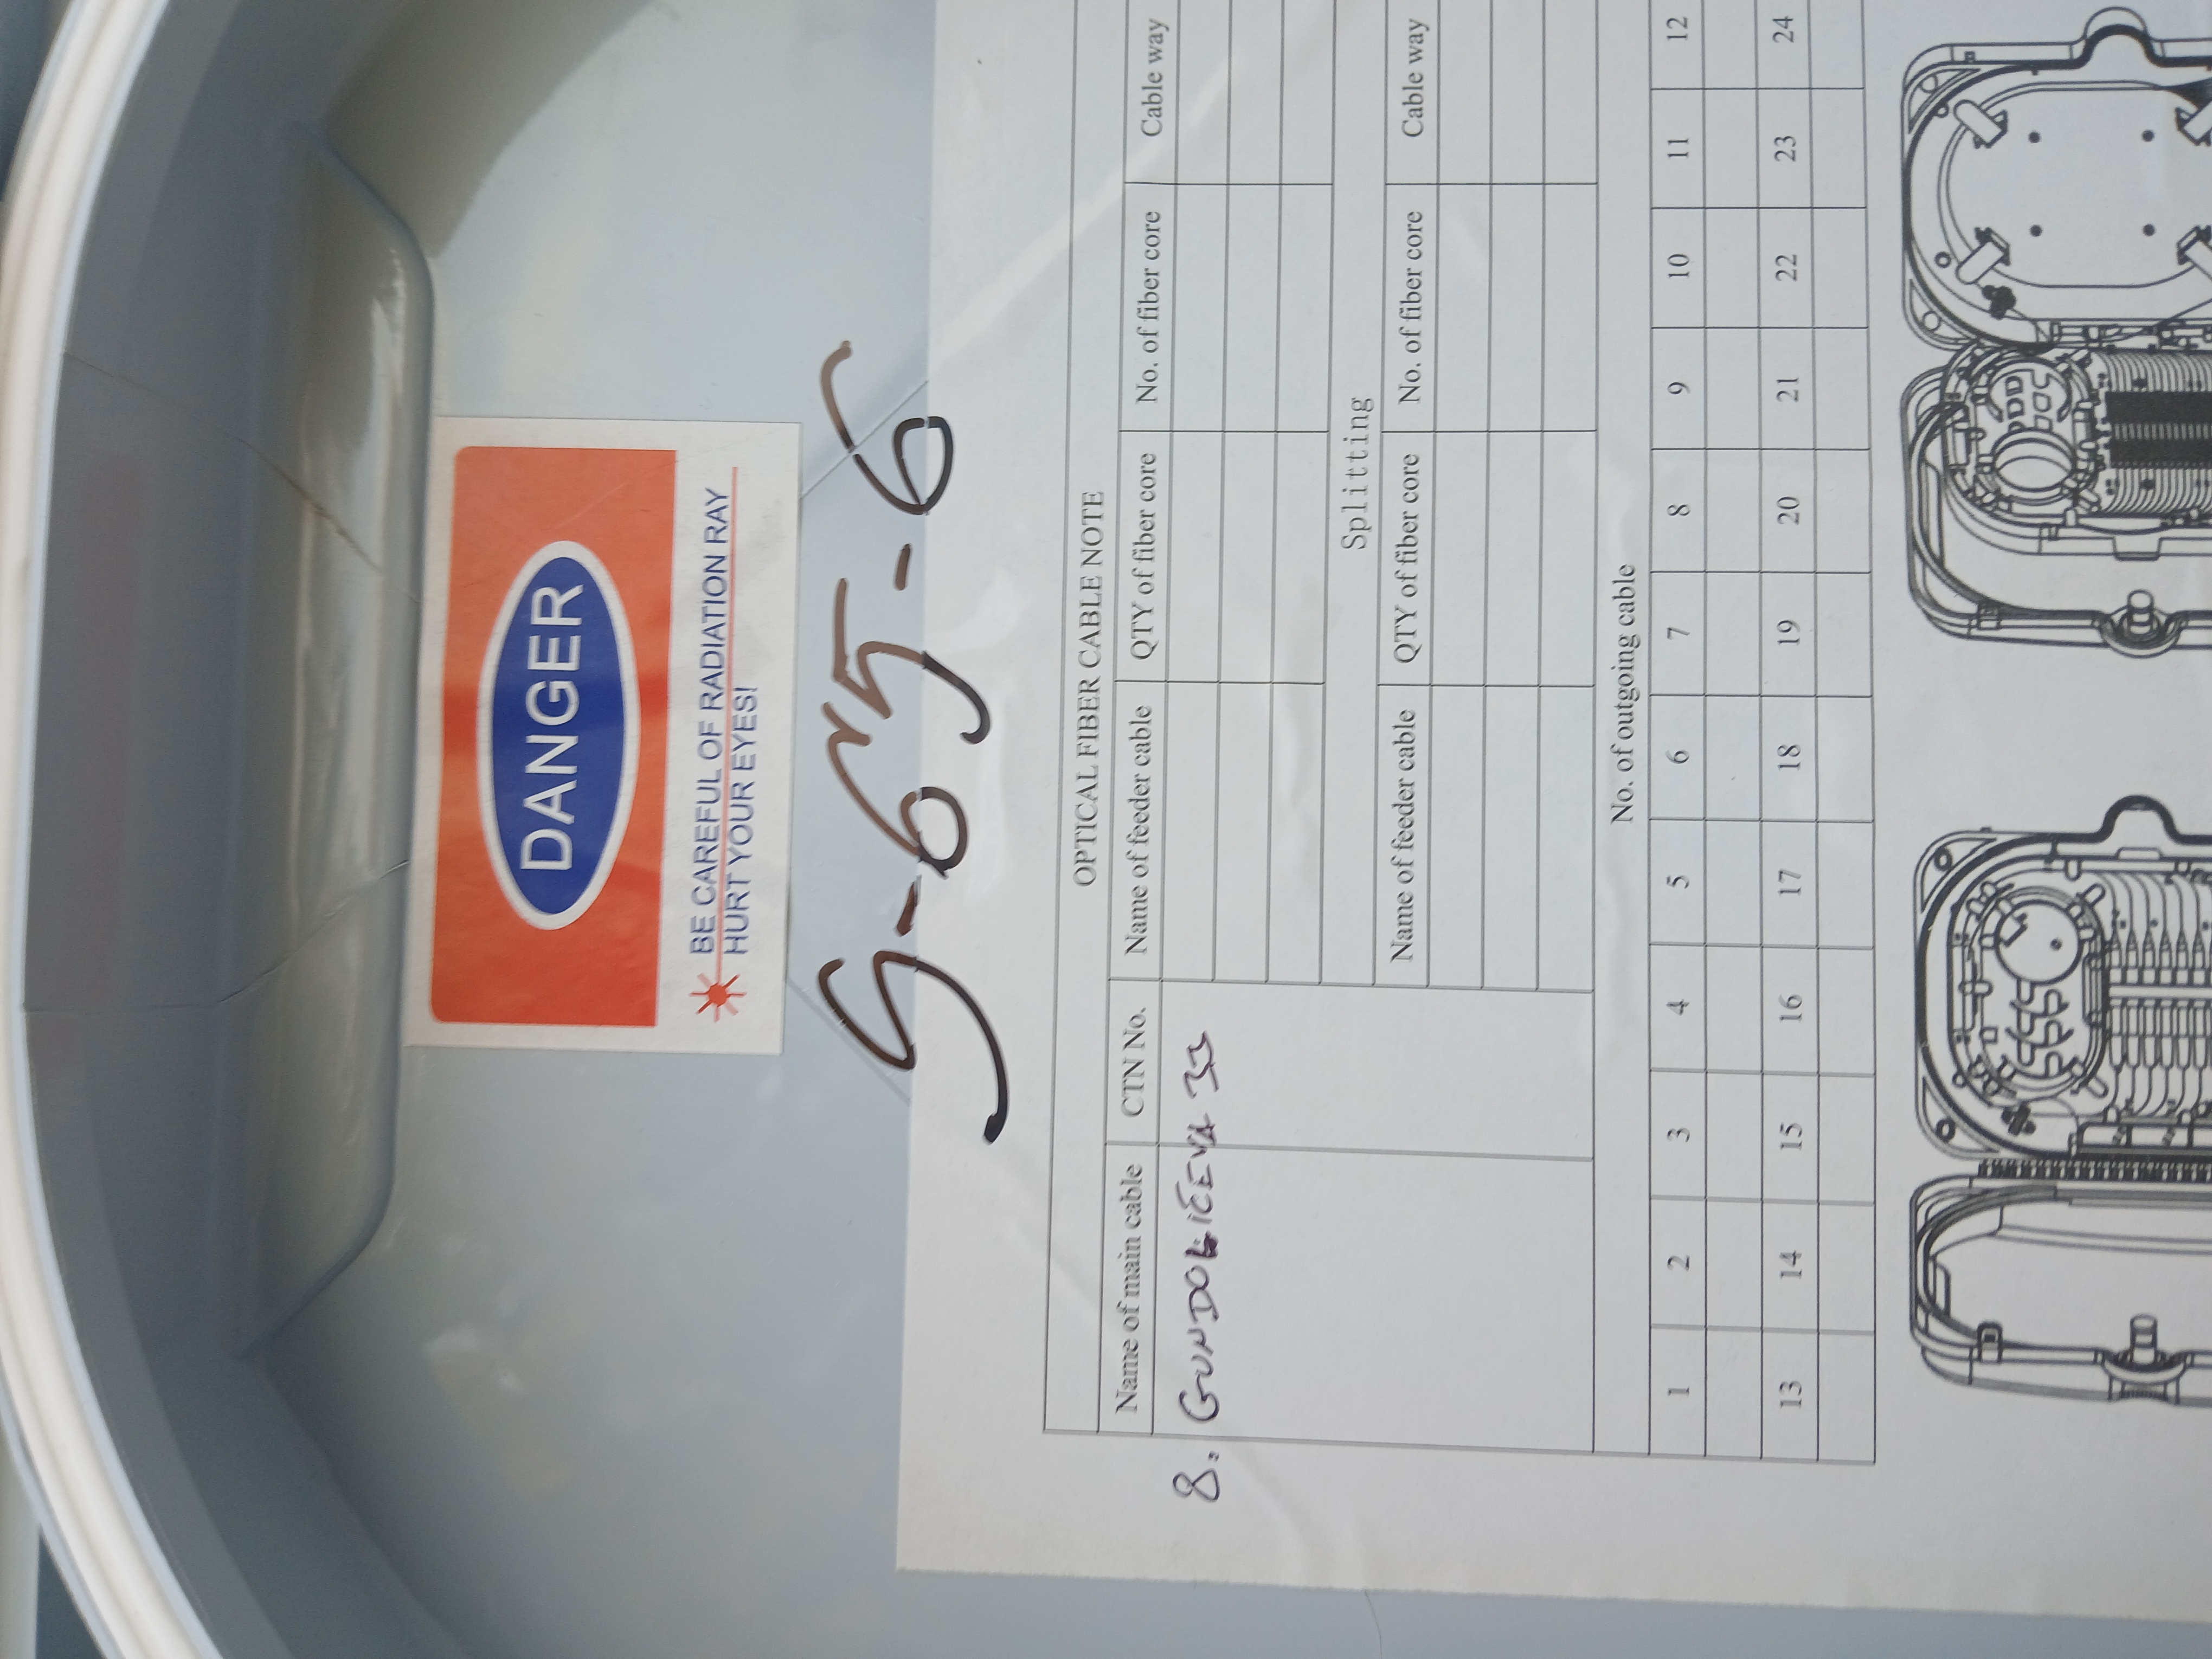 DANGER
BE CAREFUL OF RADIATION RAY
HURT YOUR EYES!
OPTICAL FIBER CABLE NOTE
Name of main cable CTN No. Name of feeder cable QTY of fiber core No. of fiber core Cable way
8. GUNDOLIĆEVA
Splitting
Name of feeder cable QTY of fiber core No. of fiber core Cable way
No. of outgoing cable
1 2 3 4 5 6 7 8 9 10 11 12
13 14 15 16 17 18 19 20 21 22 23 24